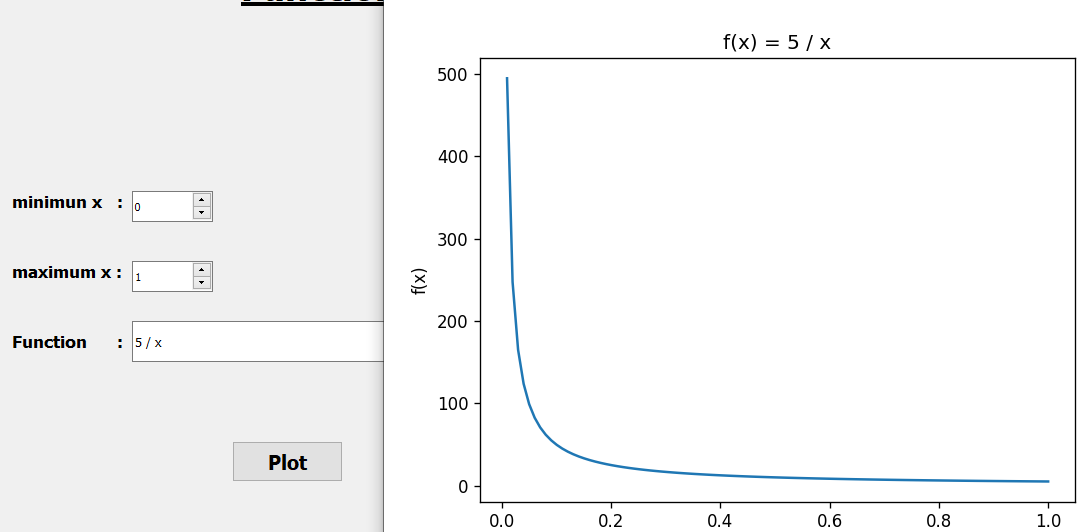 minimun x :
0
maximum x :
1
Function :
5 / x
Plot
f(x) = 5 / x
f(x)
500
400
300
200
100
0
0.0 0.2 0.4 0.6 0.8 1.0